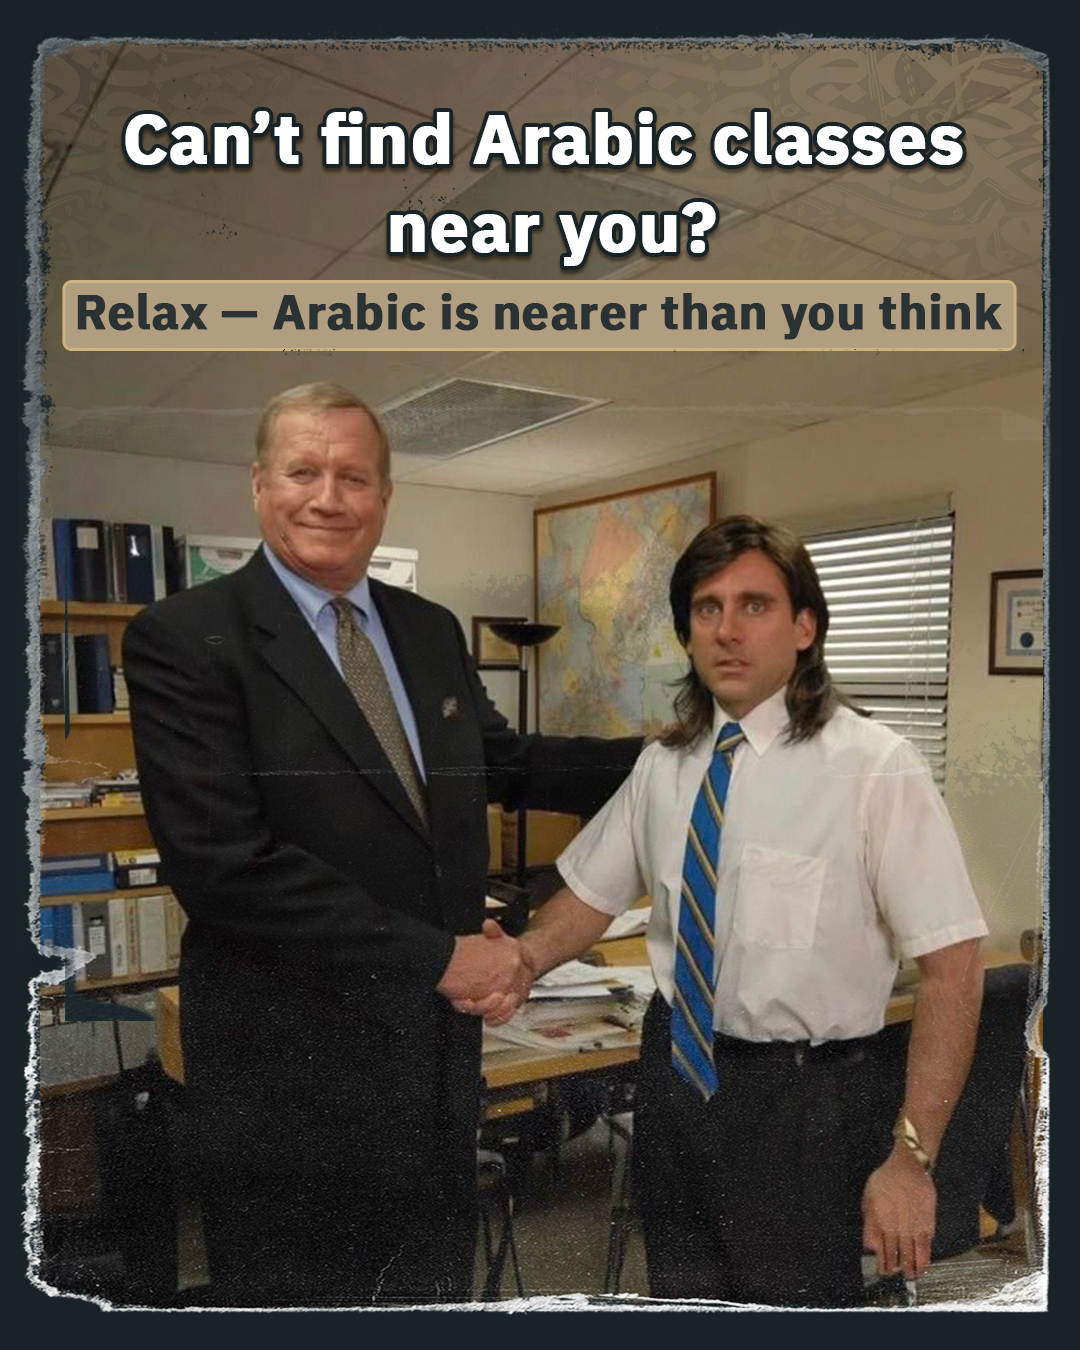 Can’t find Arabic classes
near you?
Relax — Arabic is nearer than you think